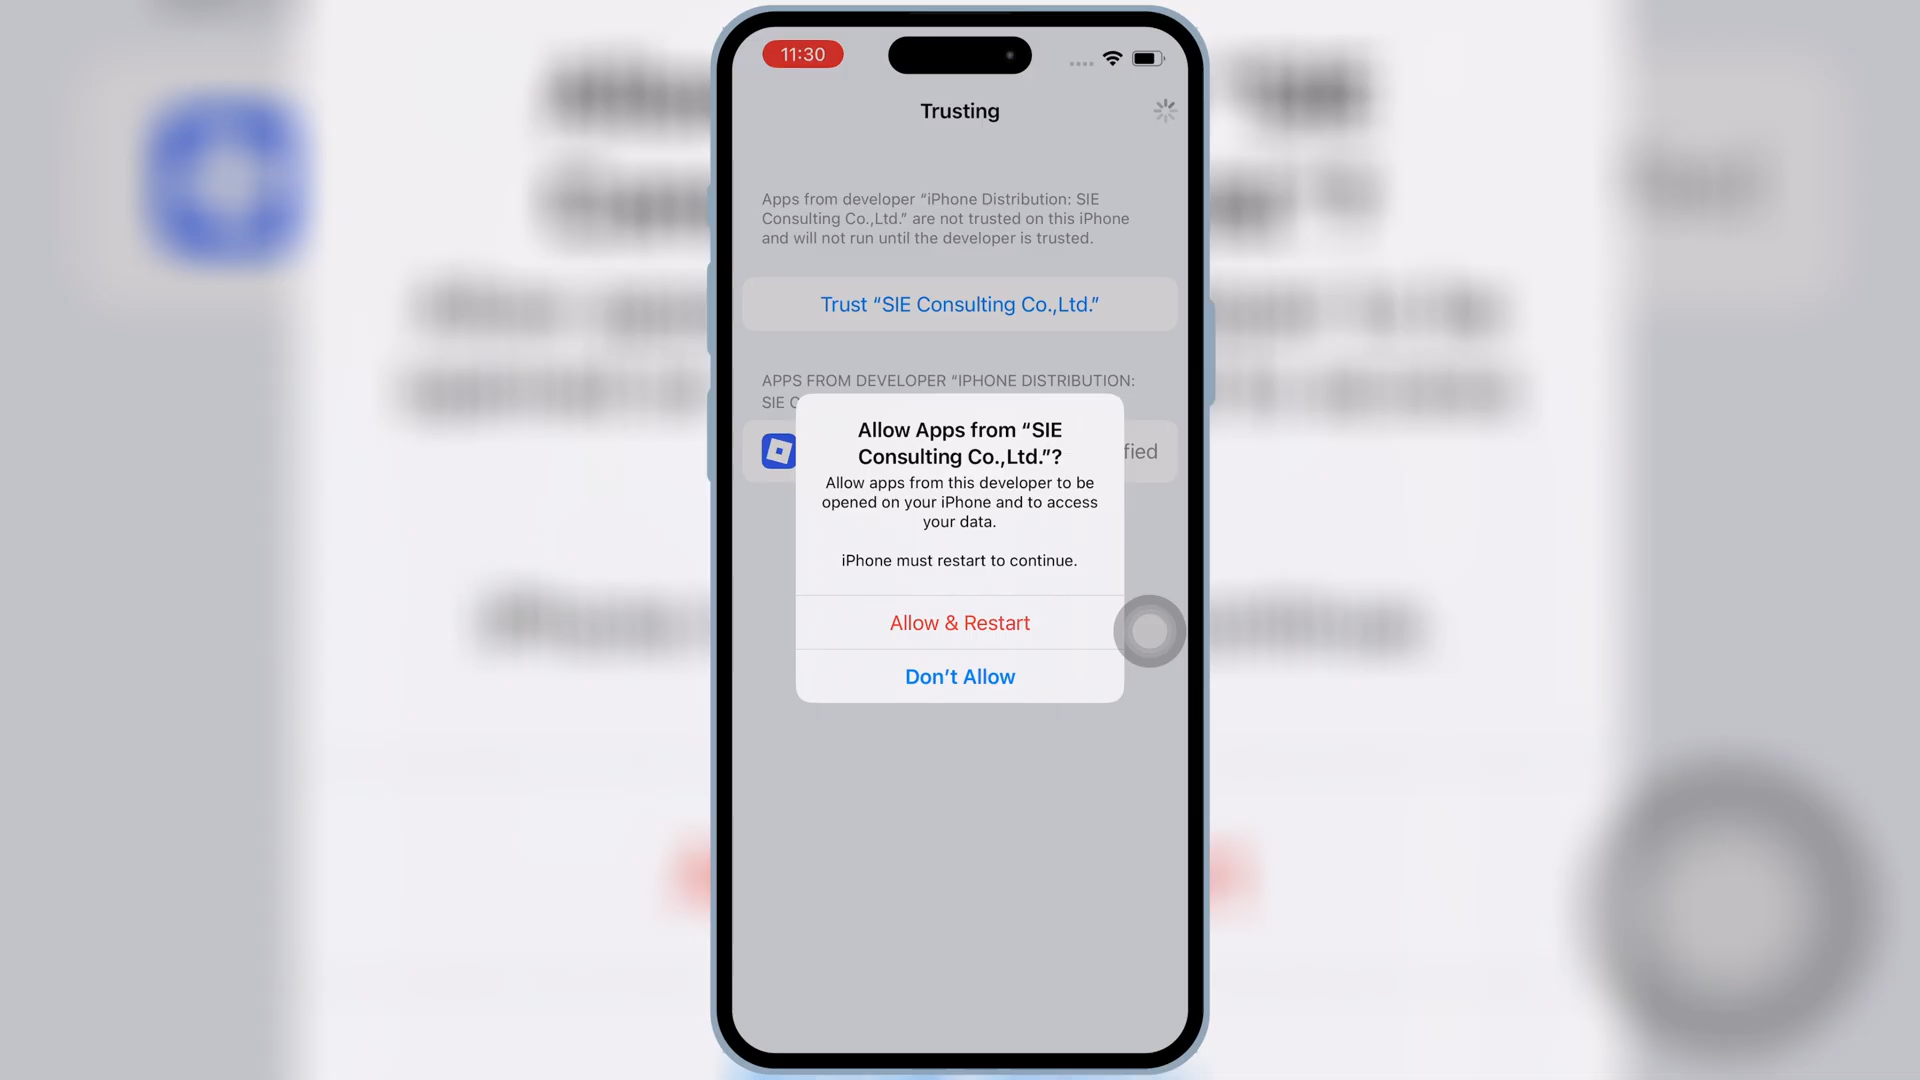 11:30
Trusting
Apps from developer “iPhone Distribution: SIE
Consulting Co.,Ltd.” are not trusted on this iPhone
and will not run until the developer is trusted.
Trust “SIE Consulting Co.,Ltd.”
APPS FROM DEVELOPER “IPHONE DISTRIBUTION:
SIE
Allow Apps from “SIE
Consulting Co.,Ltd.”?
fied
Allow apps from this developer to be
opened on your iPhone and to access
your data.
iPhone must restart to continue.
Allow & Restart
Don’t Allow